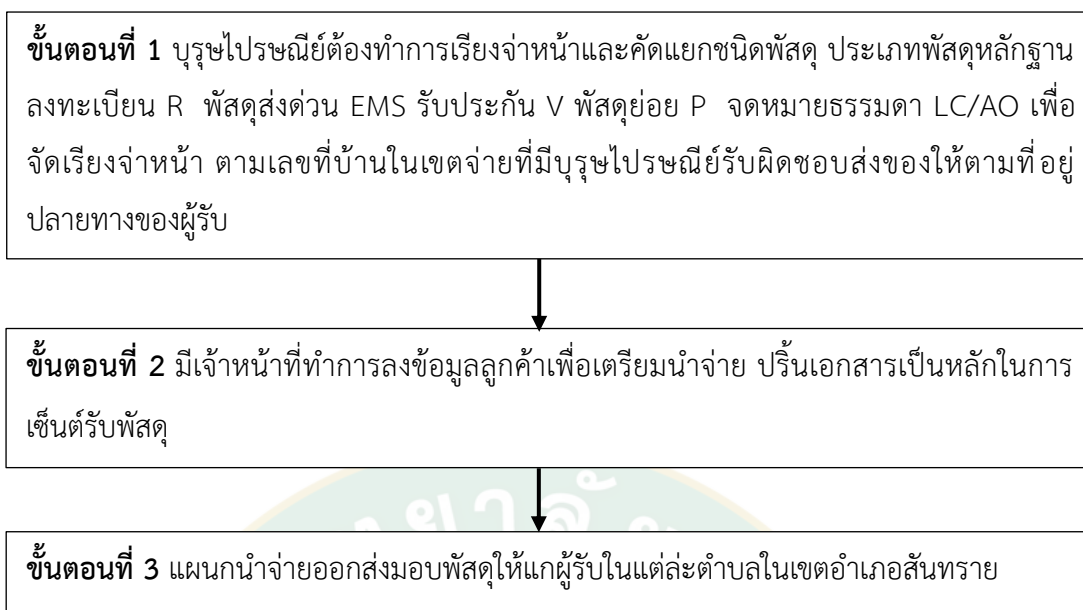 ขั้นตอนที่ 1 บุรุษไปรษณีย์ต้องทำการเรียงจ่าหน้าและคัดแยกชนิดพัสดุ ประเภทพัสดุหลักฐาน
ลงทะเบียน R พัสดุส่งด่วน EMS รับประกัน V พัสดุย่อย P จดหมายธรรมดา LC/AO เพื่อ
จัดเรียงจ่าหน้า ตามเลขที่บ้านในเขตจ่ายที่มีบุรุษไปรษณีย์รับผิดชอบส่งของให้ตามที่อยู่
ปลายทางของผู้รับ
ขั้นตอนที่ 2 มีเจ้าหน้าที่ทำการลงข้อมูลลูกค้าเพื่อเตรียมนำจ่าย ปริ้นเอกสารเป็นหลักในการ
เซ็นต์รับพัสดุ
ขั้นตอนที่ 3 แผนกนำจ่ายออกส่งมอบพัสดุให้แก่ผู้รับในแต่ล่ะตำบลในเขตอำเภอสันทราย